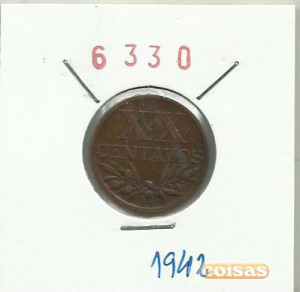 6330
XX
CENTAVOS
1942
coisas